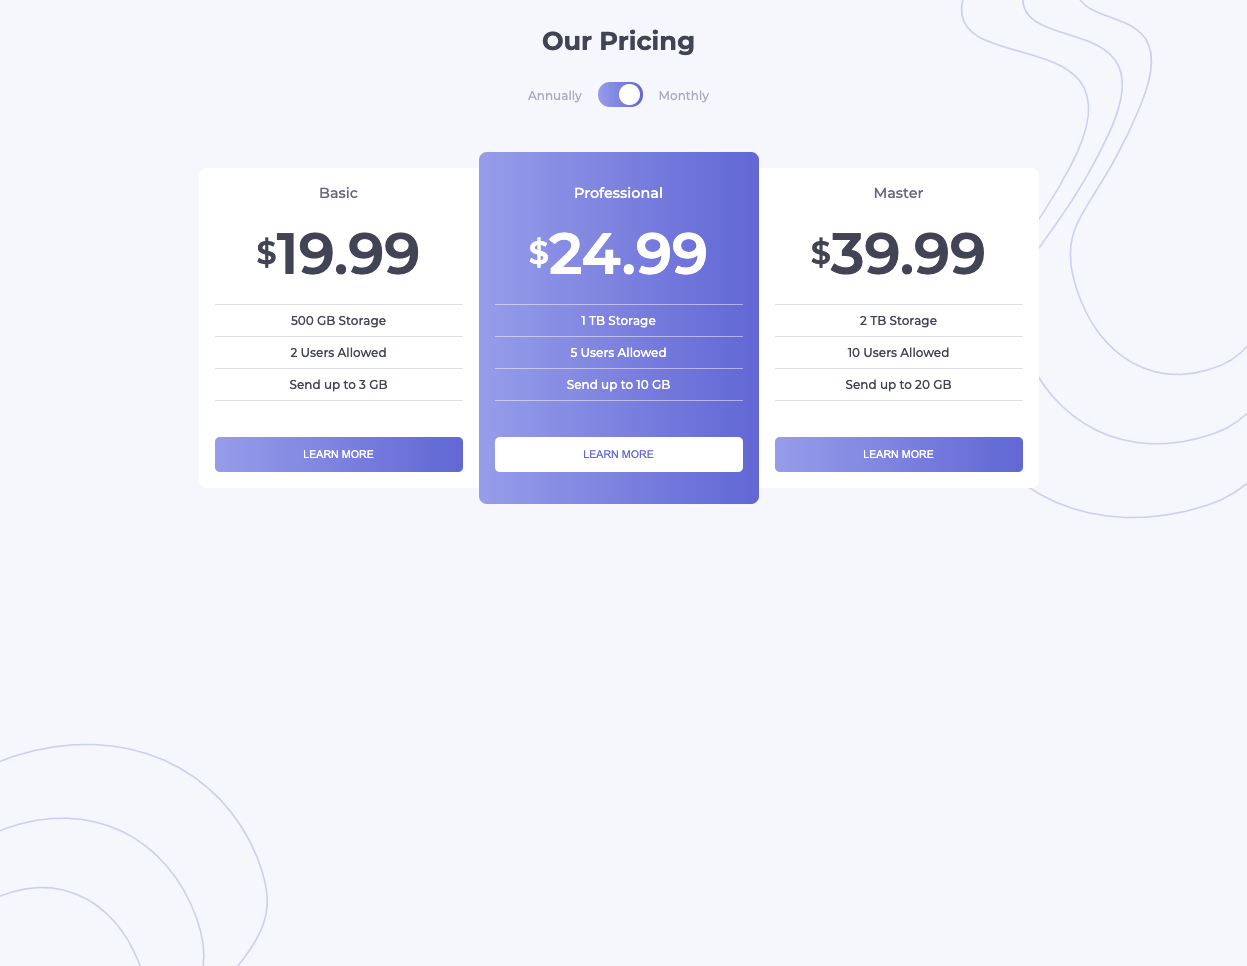 Our Pricing
Annually Monthly
Basic
$19.99
500 GB Storage
2 Users Allowed
Send up to 3 GB
LEARN MORE
Professional
$24.99
1 TB Storage
5 Users Allowed
Send up to 10 GB
LEARN MORE
Master
$39.99
2 TB Storage
10 Users Allowed
Send up to 20 GB
LEARN MORE